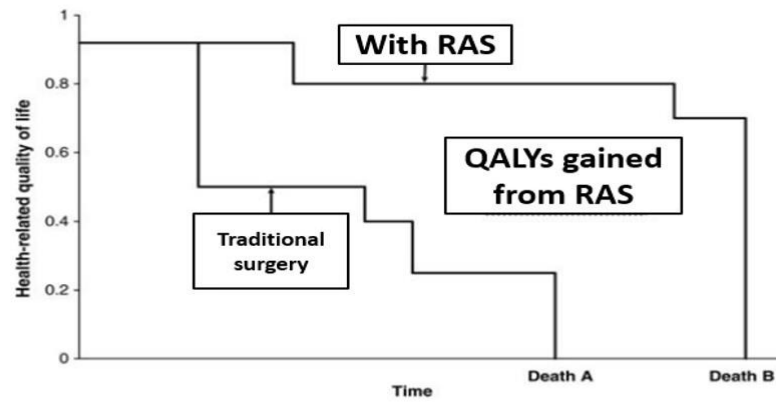 1
With RAS
0.8
Health-related quality of life
QALYs gained
from RAS
0.6
0.4
Traditional
surgery
0.2
0
Death A
Death B
Time